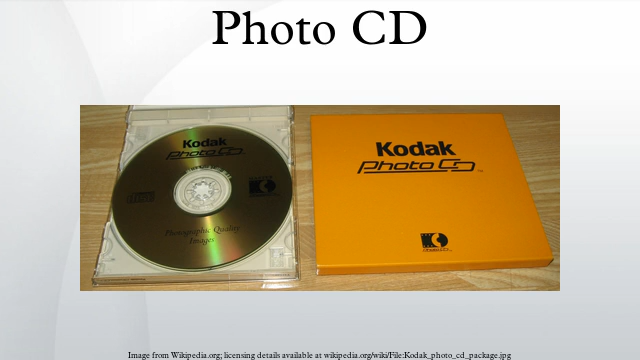 Photo CD
Kodak
Photo CD
Photographic Quality
Images
Kodak
Photo CD
Image from Wikipedia.org; licensing details available at wikipedia.org/wiki/File:Kodak_photo_cd_package.jpg